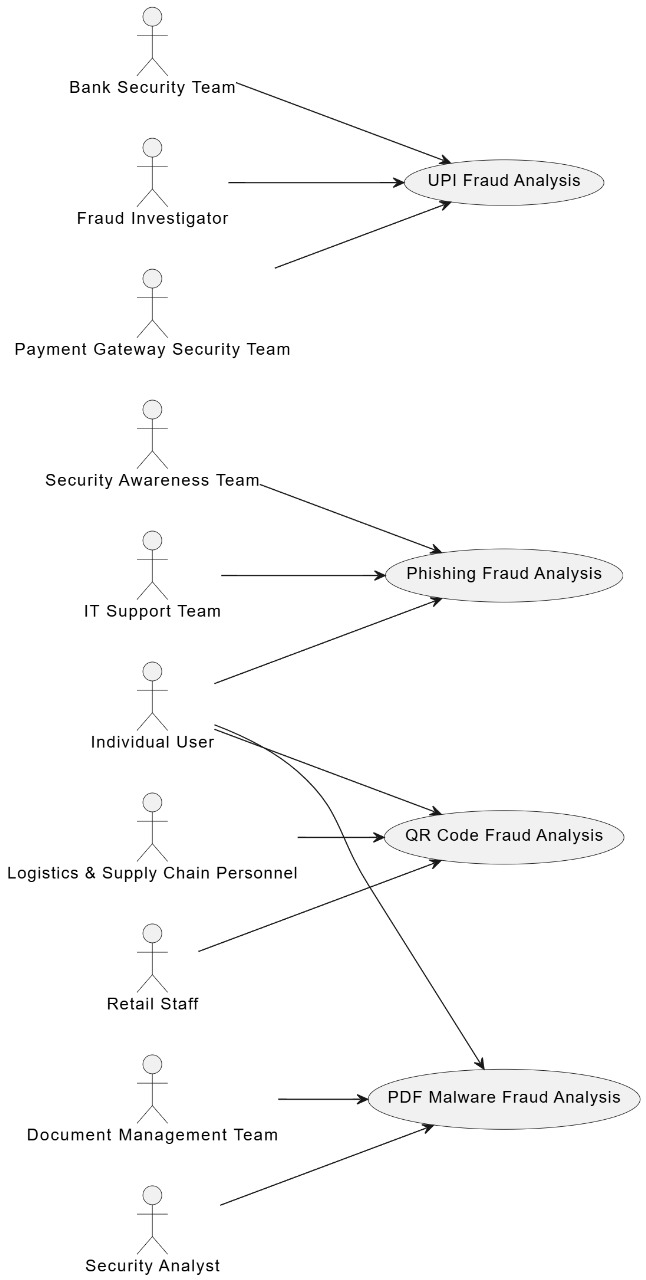 Bank Security Team
UPI Fraud Analysis
Fraud Investigator
Payment Gateway Security Team
Security Awareness Team
Phishing Fraud Analysis
IT Support Team
Individual User
QR Code Fraud Analysis
Logistics & Supply Chain Personnel
Retail Staff
PDF Malware Fraud Analysis
Document Management Team
Security Analyst